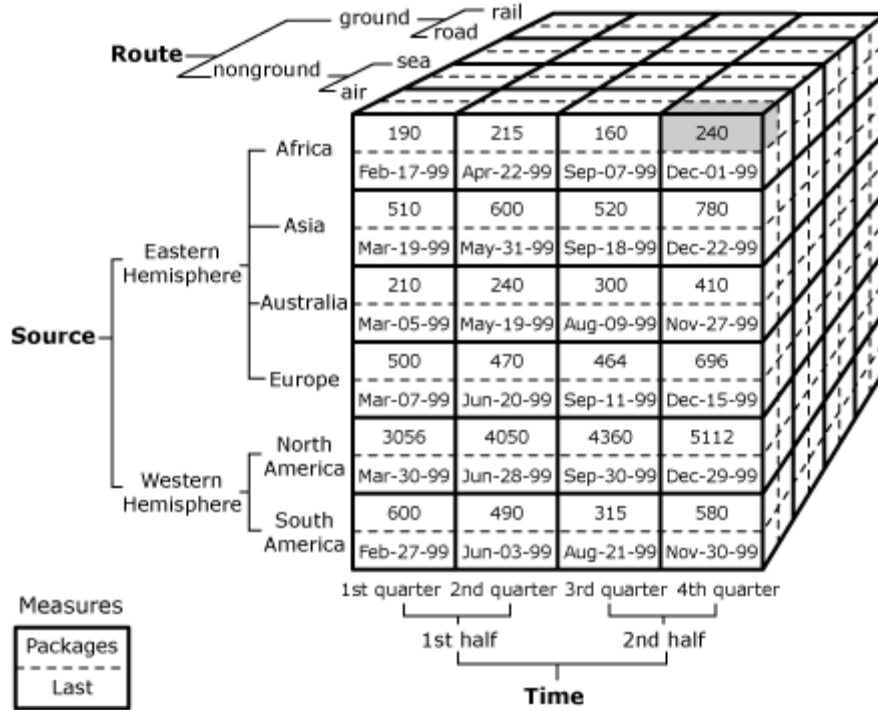 rail
ground
road
Route
sea
nonground
air
190 215 160 240
Africa
Feb-17-99 Apr-22-99 Sep-07-99 Dec-01-99
510 600 520 780
Asia
Mar-19-99 May-31-99 Sep-18-99 Dec-22-99
Eastern
Hemisphere
210 240 300 410
Australia
Mar-05-99 May-19-99 Aug-09-99 Nov-27-99
Source
500 470 464 696
Europe
Mar-07-99 Jun-20-99 Sep-11-99 Dec-15-99
3056 4050 4360 5112
North
America
Mar-30-99 Jun-28-99 Sep-30-99 Dec-29-99
Western
Hemisphere
600 490 315 580
South
America
Feb-27-99 Jun-03-99 Aug-21-99 Nov-30-99
1st quarter 2nd quarter 3rd quarter 4th quarter
Measures
Packages
Last
1st half 2nd half
Time